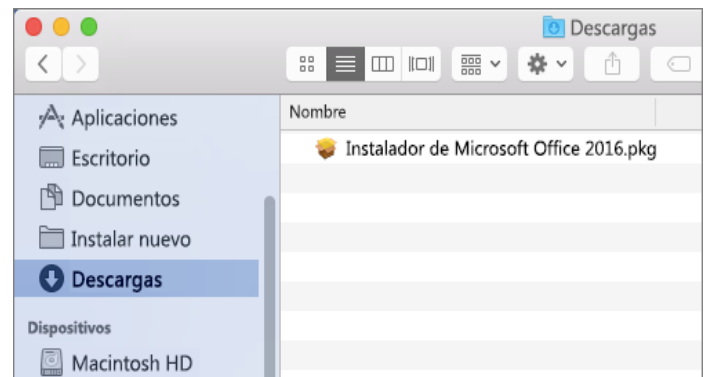 Descargas
Aplicaciones
Escritorio
Documentos
Instalar nuevo
Descargas
Dispositivos
Macintosh HD
Nombre
Instalador de Microsoft Office 2016.pkg